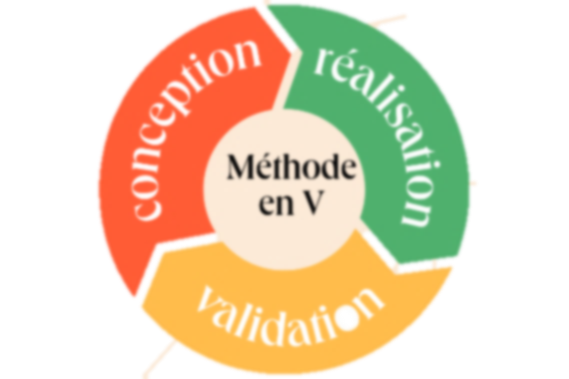 conception
réalisation
Méthode
en V
validation